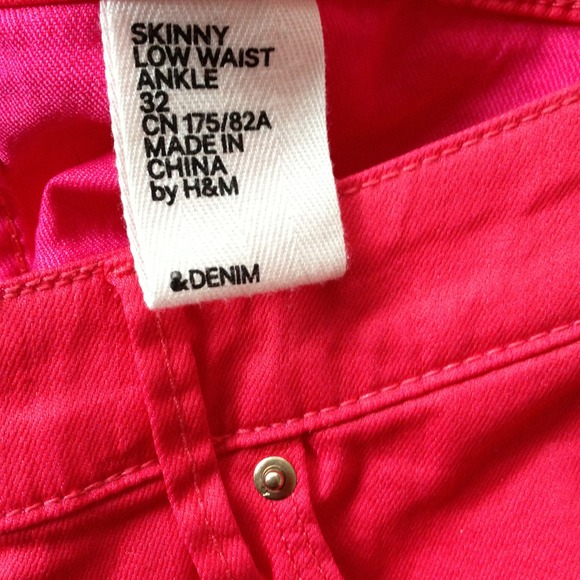 SKINNY
LOW WAIST
ANKLE
32
CN 175/82A
MADE IN
CHINA
by H&M
&DENIM